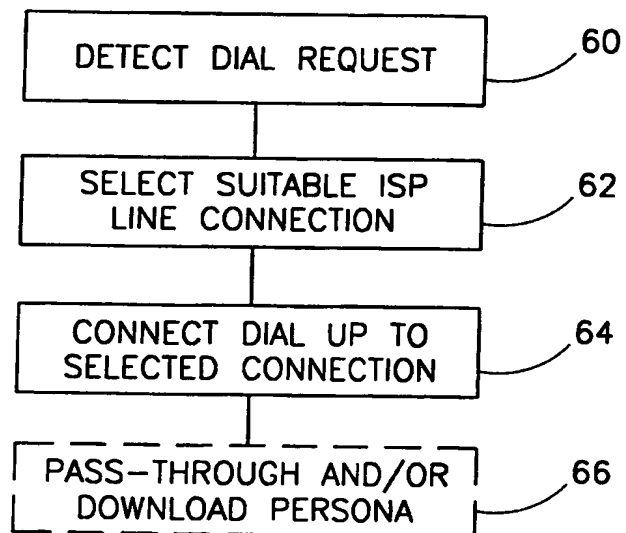 DETECT DIAL REQUEST
60
SELECT SUITABLE ISP
LINE CONNECTION
62
CONNECT DIAL UP TO
SELECTED CONNECTION
64
PASS-THROUGH AND/OR
DOWNLOAD PERSONA
66